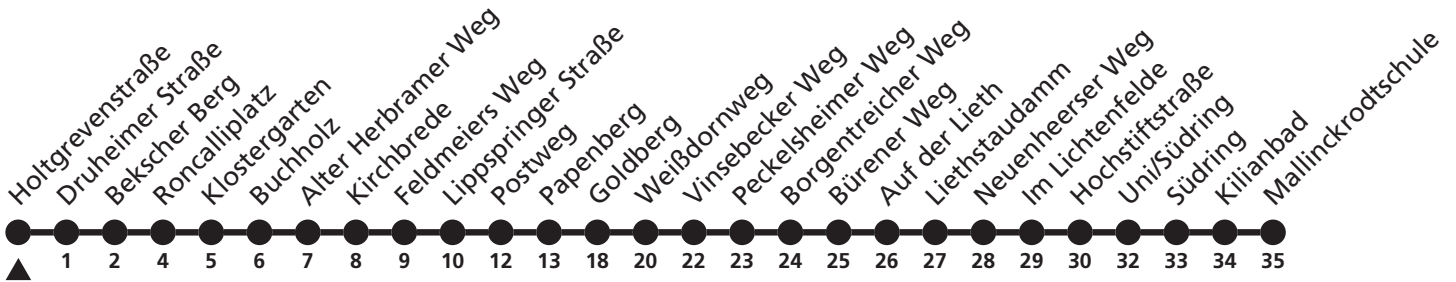 Holtgrevenstraße
Druheimer Straße
Bekscher Berg
Roncalliplatz
Klostergarten
Buchholz
Alter Herbramer Weg
Kirchbrede
Feldmeiers Weg
Lippspringer Straße
Postweg
Papenberg
Goldberg
Weißdornweg
Vinsebecker Weg
Peckelsheimer Weg
Borgentreicher Weg
Bürener Weg
Auf der Lieth
Liethstaudamm
Neuenheerser Weg
Im Lichtenfelde
Hochstiftstraße
Uni/Südring
Südring
Kilianbad
Mallinckrodtschule
1 2 4 5 6 7 8 9 10 12 13 18 20 22 23 24 25 26 27 28 29 30 32 33 34 35